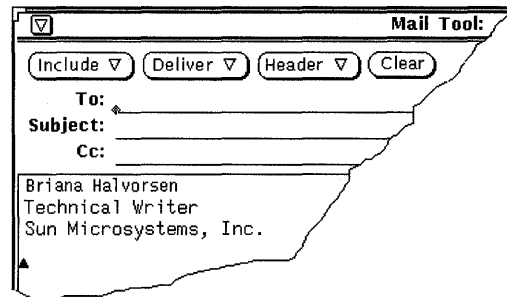 Mail Tool:
Include Deliver Header Clear
To:
Subject:
Cc:
Briana Halvorsen
Technical Writer
Sun Microsystems, Inc.